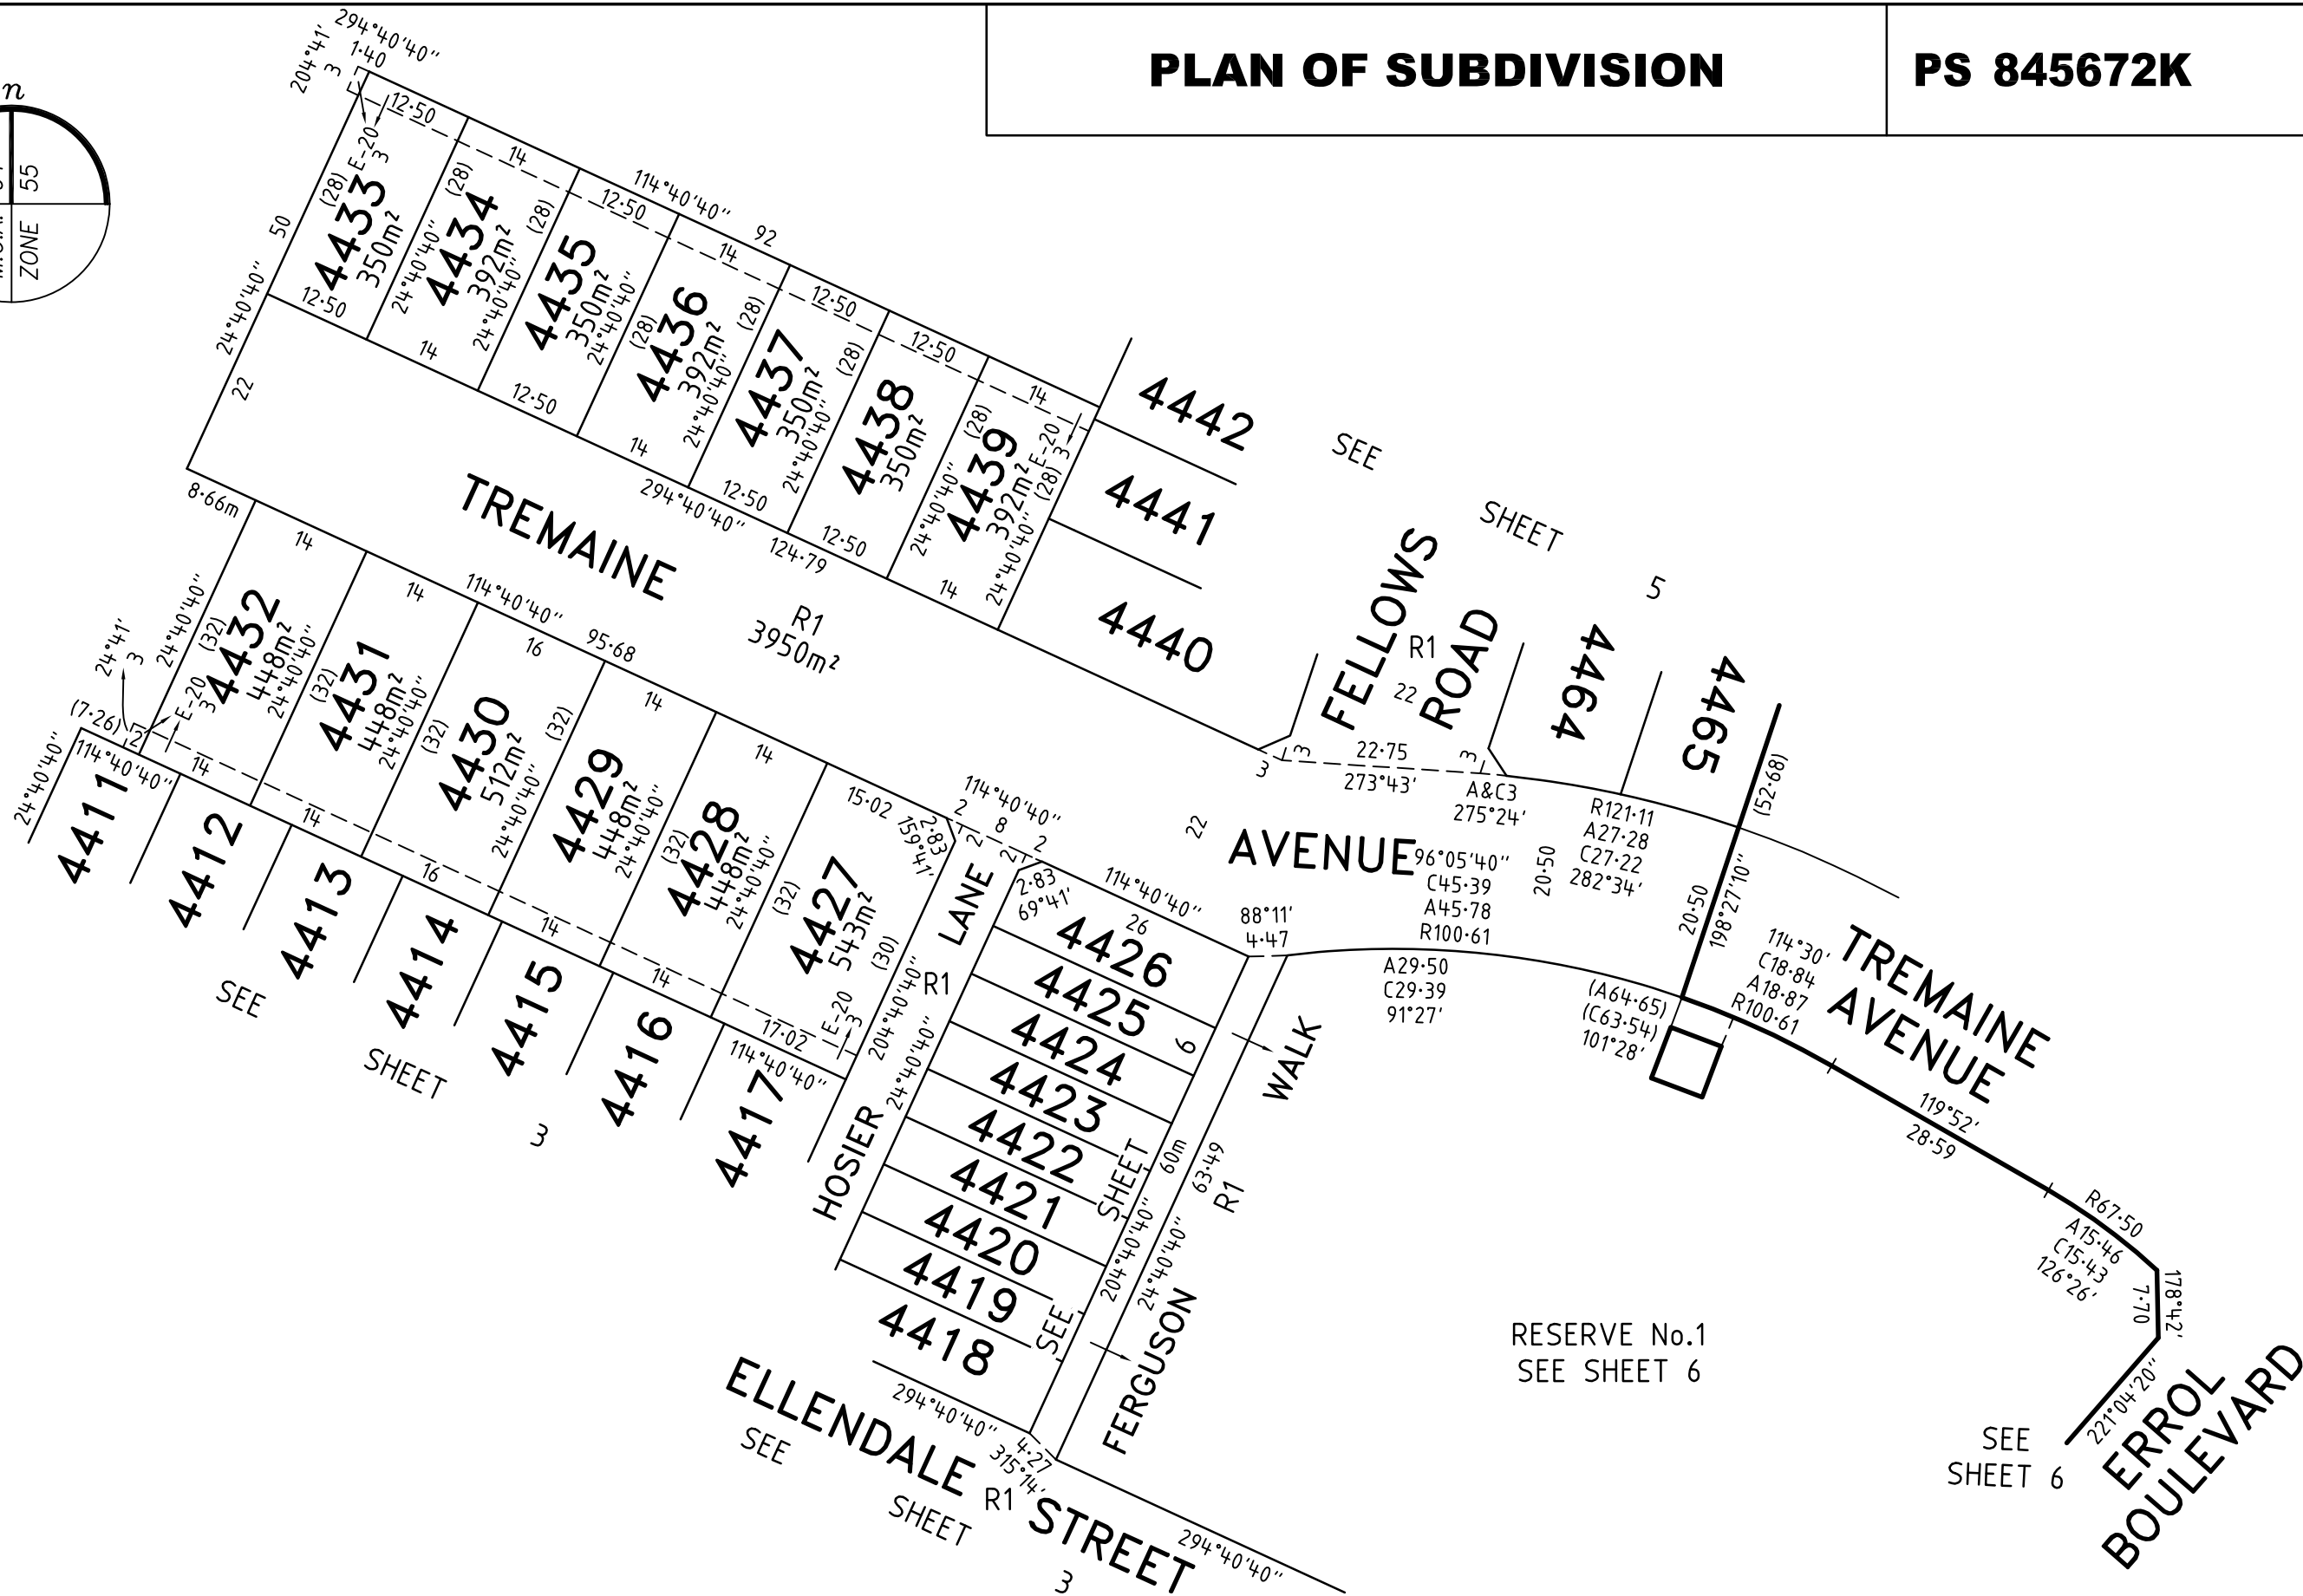 PLAN OF SUBDIVISION
PS 845672K
n
55
ZONE
294°40'40"
1·40
204°41'
3
12·50
14
12·50
114°40'40"
92
14
12·50
12·50
14
E-20
3
(28)
4433
350m²
(28)
24°40'40"
4434
392m²
24°40'40"
(28)
4435
350m²
24°40'40"
(28)
4436
392m²
24°40'40"
(28)
4437
350m²
24°40'40"
(28)
4438
350m²
(28)
24°40'40"
4439
392m²
E-20
3
(28)
24°40'40"
50
24°40'40"
22
12·50
14
12·50
14
12·50
12·50
14
294°40'40"
124·79
4442
4441
4440
SEE
SHEET
5
FELLOWS
ROAD
R1
22
4464
4465
(52·68)
TREMAINE
R1
3950m²
8·66m
14
14
114°40'40"
16
95·68
14
14
15·02
24°41'
3
24°40'40"
(32)
4432
448m²
24°40'40"
E-20
3
(32)
4431
448m²
24°40'40"
(32)
4430
512m²
24°40'40"
(32)
4429
448m²
24°40'40"
(32)
4428
448m²
24°40'40"
(32)
4427
543m²
(30)
E-20
3
204°40'40"
(7·26)
2
114°40'40"
24°40'40"
14
14
16
14
14
17·02
114°40'40"
4411
4412
4413
4414
4415
4416
4417
SEE
SHEET
3
2·83
159°41'
2
8
2
114°40'40"
2
2
2·83
69°41'
HOSIER
LANE
R1
24°40'40"
114°40'40"
26
4426
4425
4424
4423
4422
4421
4420
4419
4418
6
SEE
SHEET
60m
204°40'40"
63·49
24°40'40"
R1
FERGUSON
WALK
88°11'
4·47
22
AVENUE
3
3
22·75
273°43'
3
A&C3
275°24'
R121·11
A27·28
C27·22
282°34'
20·50
96°05'40"
C45·39
A45·78
R100·61
A29·50
C29·39
91°27'
(A64·65)
(C63·54)
101°28'
20·50
198°27'10"
114°30'
C18·84
A18·87
R100·61
TREMAINE
AVENUE
119°52'
28·59
R67·50
A15·46
C15·43
126°26'
178°42'
7·70
221°04'20"
ERROL
BOULEVARD
RESERVE No.1
SEE SHEET 6
SEE
SHEET 6
294°40'40"
4·27
315°14'
ELLENDALE
R1
STREET
SEE
SHEET
3
294°40'40"